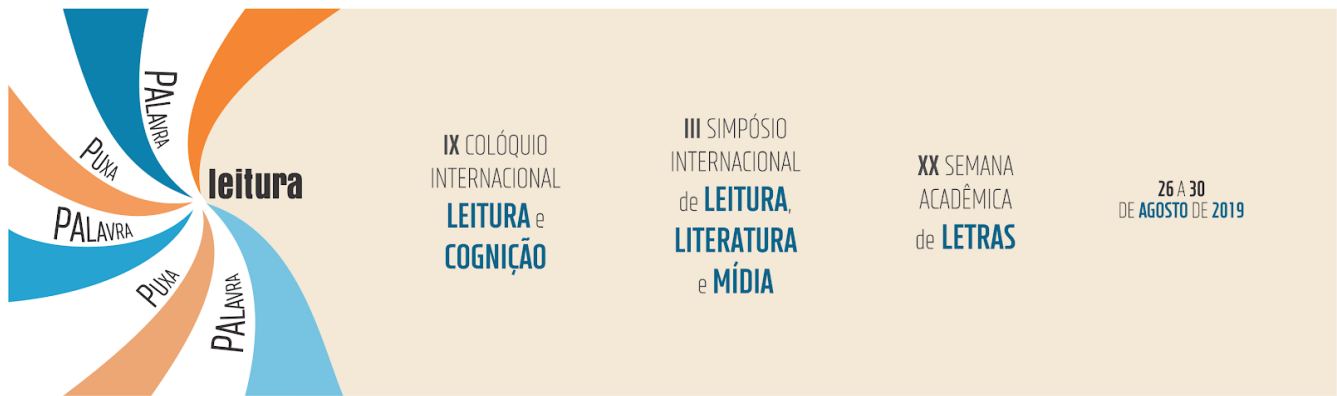 PALAVRA
PUXA
PALAVRA
PUXA
PALAVRA
leitura
IX COLÓQUIO
INTERNACIONAL
LEITURA e
COGNIÇÃO
III SIMPÓSIO
INTERNACIONAL
de LEITURA,
LITERATURA
e MÍDIA
XX SEMANA
ACADÊMICA
de LETRAS
26 A 30
DE AGOSTO DE 2019